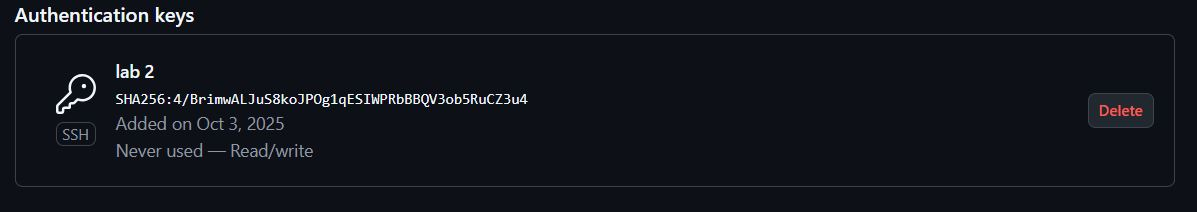 Authentication keys
lab 2
SHA256:4/BrimwALJuS8koJPOg1qESIWPRbBBQV3ob5RuCZ3u4
SSH
Added on Oct 3, 2025
Never used — Read/write
Delete